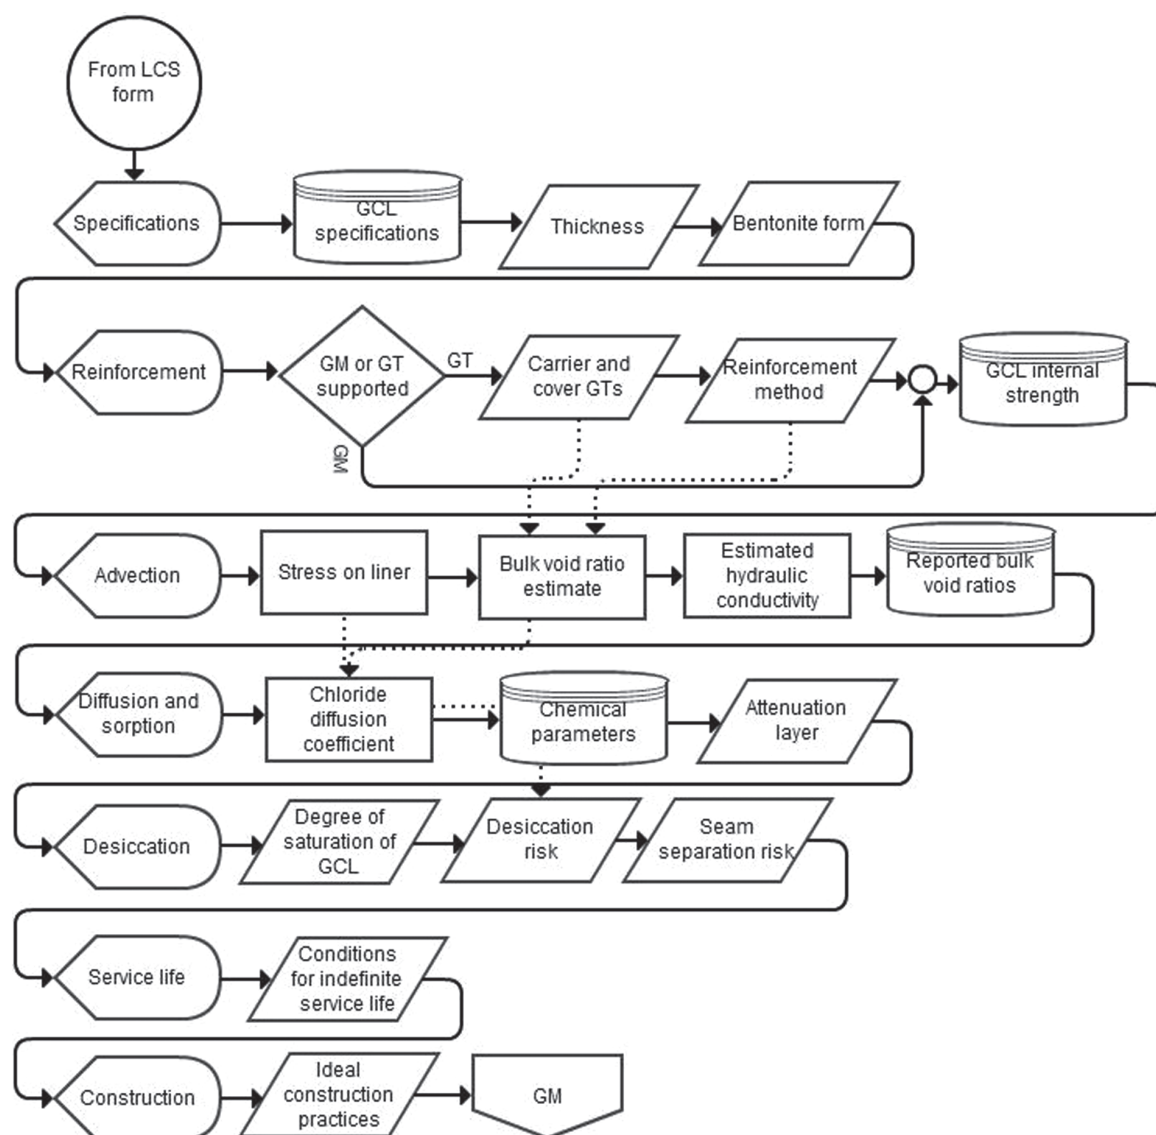 From LCS
form
Specifications
GCL
specifications
Thickness
Bentonite form
Reinforcement
GM or GT
supported
GT
Carrier and
cover GTs
Reinforcement
method
GCL internal
strength
GM
Advection
Stress on liner
Bulk void ratio
estimate
Estimated
hydraulic
conductivity
Reported bulk
void ratios
Diffusion and
sorption
Chloride
diffusion
coefficient
Chemical
parameters
Attenuation
layer
Desiccation
Degree of
saturation of
GCL
Desiccation
risk
Seam
separation risk
Service life
Conditions
for indefinite
service life
Construction
Ideal
construction
practices
GM